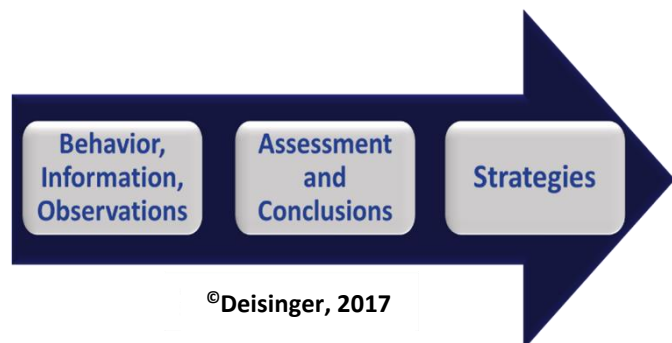 Behavior,
Information,
Observations
Assessment
and
Conclusions
Strategies
©Deisinger, 2017